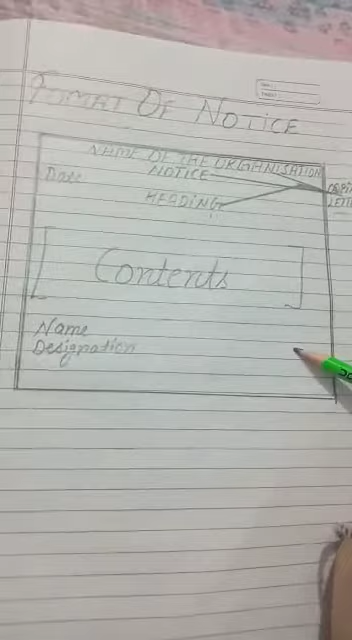 FORMAT OF NOTICE
NAME OF THE ORGANISATION
NOTICE
Date
HEADING
Contents
Name
Designation